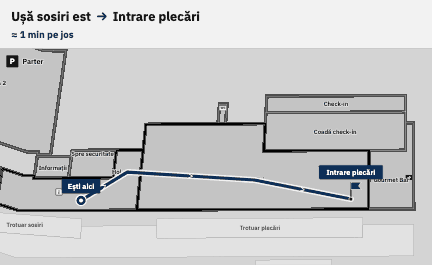 Ușă sosiri est → Intrare plecări
≈ 1 min pe jos
P Parter
2
Check-in
Coadă check-in
Spre securitate
Informații
Hol
Intrare plecări
Ești aici
Gourmet Bar
Trotuar sosiri
Trotuar plecări